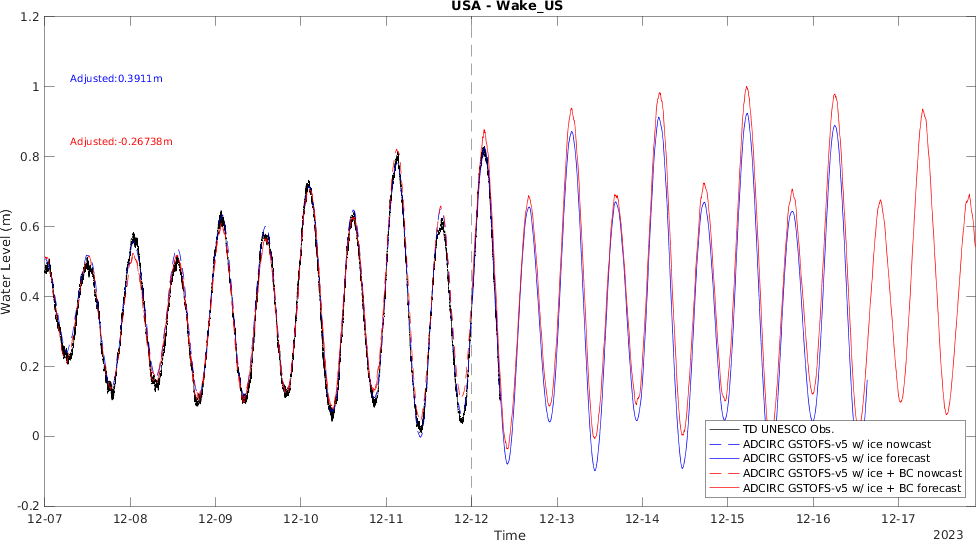 USA - Wake_US
1.2
1
0.8
0.6
0.4
0.2
0
-0.2
Water Level (m)
Adjusted:0.3911m
Adjusted:-0.26738m
TD UNESCO Obs.
ADCIRC GSTOFS-v5 w/ ice nowcast
ADCIRC GSTOFS-v5 w/ ice forecast
ADCIRC GSTOFS-v5 w/ ice + BC nowcast
ADCIRC GSTOFS-v5 w/ ice + BC forecast
12-07 12-08 12-09 12-10 12-11 12-12 12-13 12-14 12-15 12-16 12-17
Time
2023